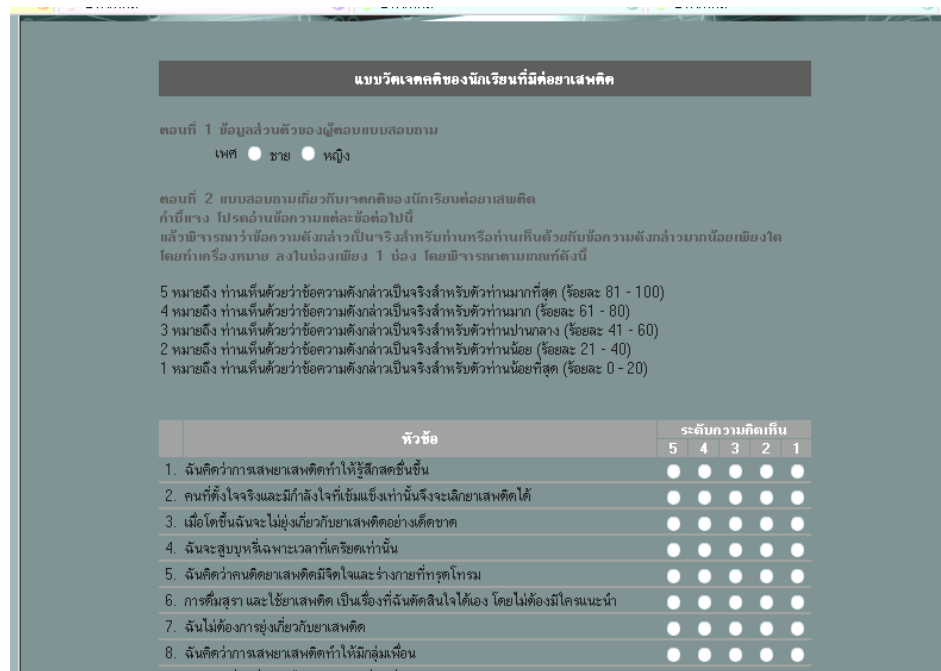 แบบวัดเจตคติของนักเรียนที่มีต่อยาเสพติด
ตอนที่ 1 ข้อมูลส่วนตัวของผู้ตอบแบบสอบถาม
เพศ ชาย หญิง
ตอนที่ 2 แบบสอบถามเกี่ยวกับเจตคติของนักเรียนต่อยาเสพติด
คำชี้แจง โปรดอ่านข้อความแต่ละข้อต่อไปนี้
แล้วพิจารณาว่าข้อความดังกล่าวเป็นจริงสำหรับท่านหรือท่านเห็นด้วยกับข้อความดังกล่าวมากน้อยเพียงใด
โดยทำเครื่องหมาย ลงในช่องเพียง 1 ช่อง โดยพิจารณาตามเกณฑ์ดังนี้
5 หมายถึง ท่านเห็นด้วยว่าข้อความดังกล่าวเป็นจริงสำหรับตัวท่านมากที่สุด (ร้อยละ 81 - 100)
4 หมายถึง ท่านเห็นด้วยว่าข้อความดังกล่าวเป็นจริงสำหรับตัวท่านมาก (ร้อยละ 61 - 80)
3 หมายถึง ท่านเห็นด้วยว่าข้อความดังกล่าวเป็นจริงสำหรับตัวท่านปานกลาง (ร้อยละ 41 - 60)
2 หมายถึง ท่านเห็นด้วยว่าข้อความดังกล่าวเป็นจริงสำหรับตัวท่านน้อย (ร้อยละ 21 - 40)
1 หมายถึง ท่านเห็นด้วยว่าข้อความดังกล่าวเป็นจริงสำหรับตัวท่านน้อยที่สุด (ร้อยละ 0 - 20)
หัวข้อ ระดับความคิดเห็น
5 4 3 2 1
1. ฉันคิดว่าการเสพยาเสพติดทำให้รู้สึกสดชื่นขึ้น
2. คนที่ตั้งใจจริงและมีกำลังใจที่เข้มแข็งเท่านั้นจึงจะเลิกยาเสพติดได้
3. เมื่อโตขึ้นฉันจะไม่ยุ่งเกี่ยวกับยาเสพติดอย่างเด็ดขาด
4. ฉันจะสูบบุหรี่เฉพาะเวลาที่เครียดเท่านั้น
5. ฉันคิดว่าคนติดยาเสพติดมีจิตใจและร่างกายที่ทรุดโทรม
6. การดื่มสุรา และใช้ยาเสพติด เป็นเรื่องที่ฉันตัดสินใจได้เอง โดยไม่ต้องมีใครแนะนำ
7. ฉันไม่ต้องการยุ่งเกี่ยวกับยาเสพติด
8. ฉันคิดว่าการเสพยาเสพติดทำให้มีกลุ่มเพื่อน